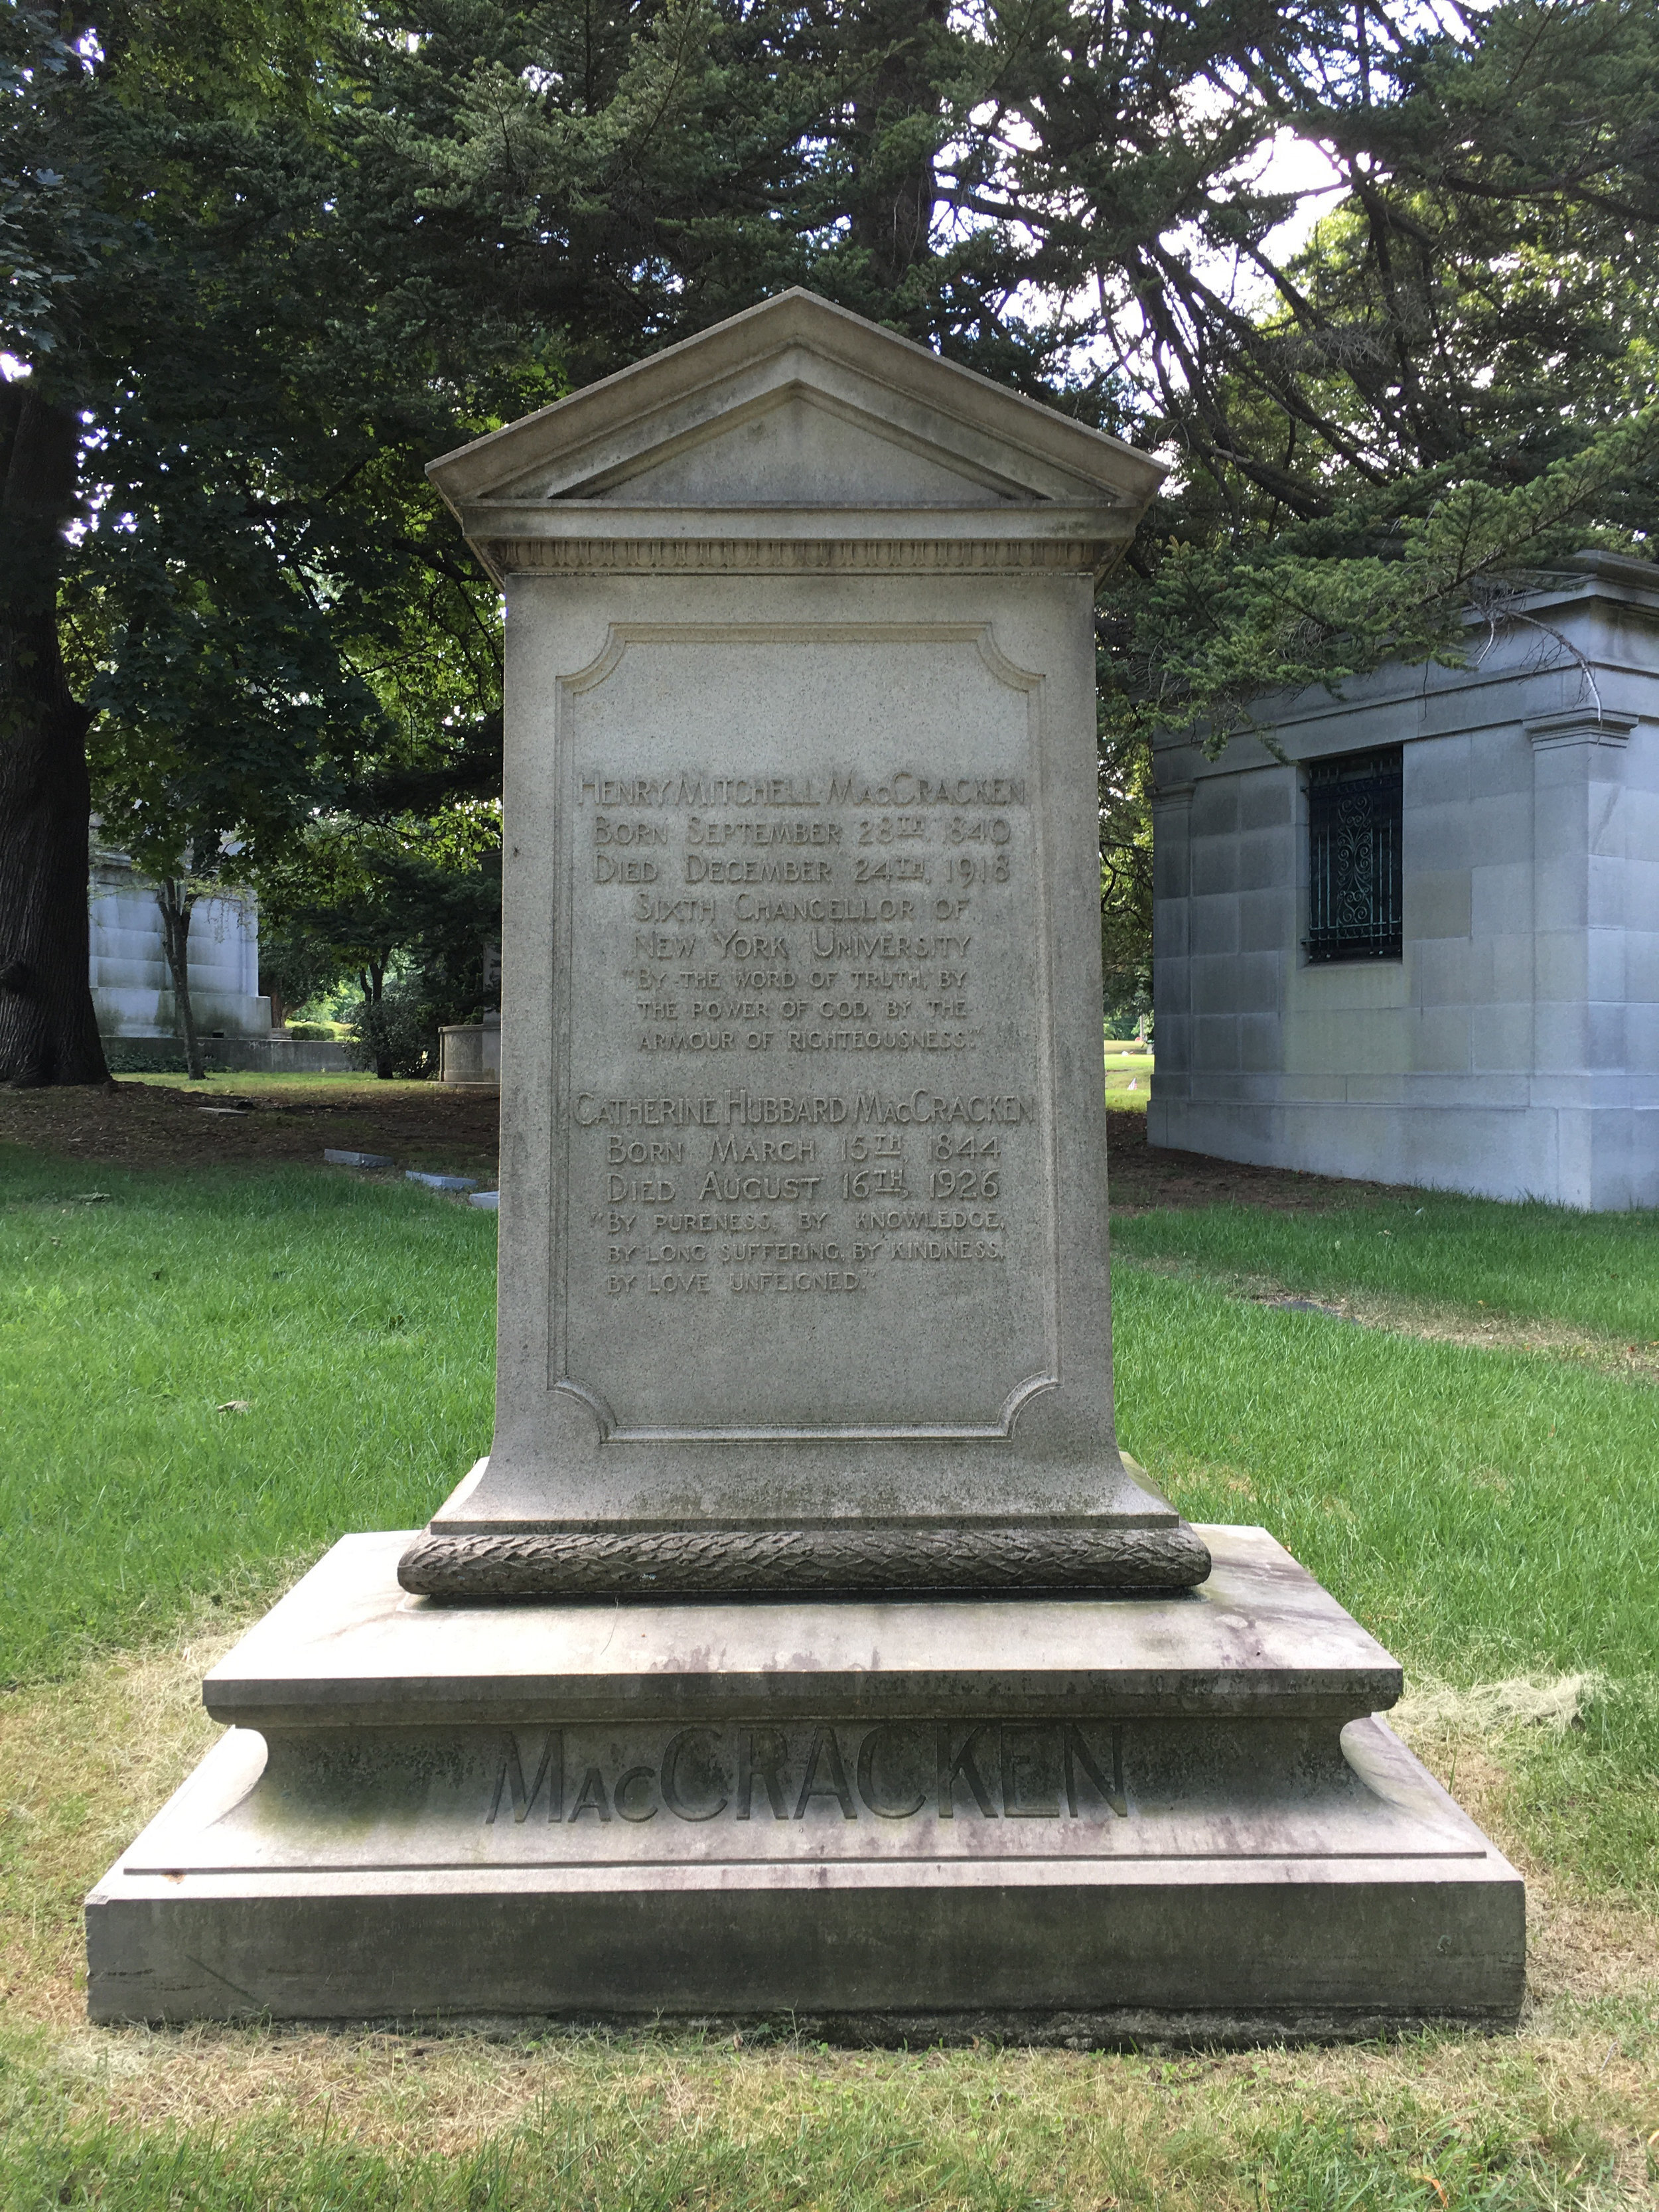 Henry Mitchell MacCracken
Born September 28th, 1840
Died December 24th, 1918
Sixth Chancellor of
New York University
"By the word of truth, by
the power of God, by the
armour of righteousness."
Catherine Hubbard MacCracken
Born March 15th 1844
Died August 16th, 1926
"By pureness, by knowledge,
by long suffering, by kindness,
by love unfeigned."
MacCracken